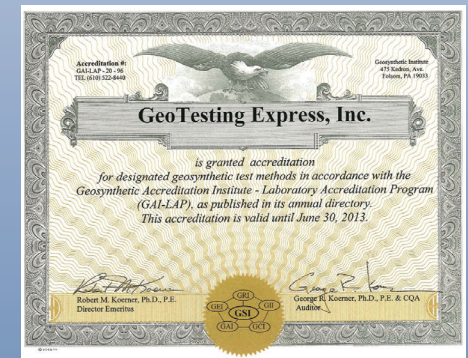 Accreditation #:
GAI-LAP - 20 - 96
TEL (610) 522-8440
Geosynthetic Institute
475 Kedron, Ave.
Folsom, PA 19033
GeoTesting Express, Inc.
is granted accreditation
for designated geosynthetic test methods in accordance with the
Geosynthetic Accreditation Institute - Laboratory Accreditation Program
(GAI-LAP), as published in its annual directory.
This accreditation is valid until June 30, 2013.
Robert M. Koerner, Ph.D., P.E.
Director Emeritus
George R. Koerner, Ph.D., P.E. & CQA
Auditor
GRI
GEI
GII
GSI
GAI
GCI